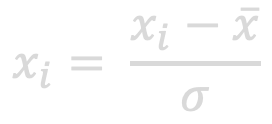 xᵢ = (xᵢ − x̄) / σ